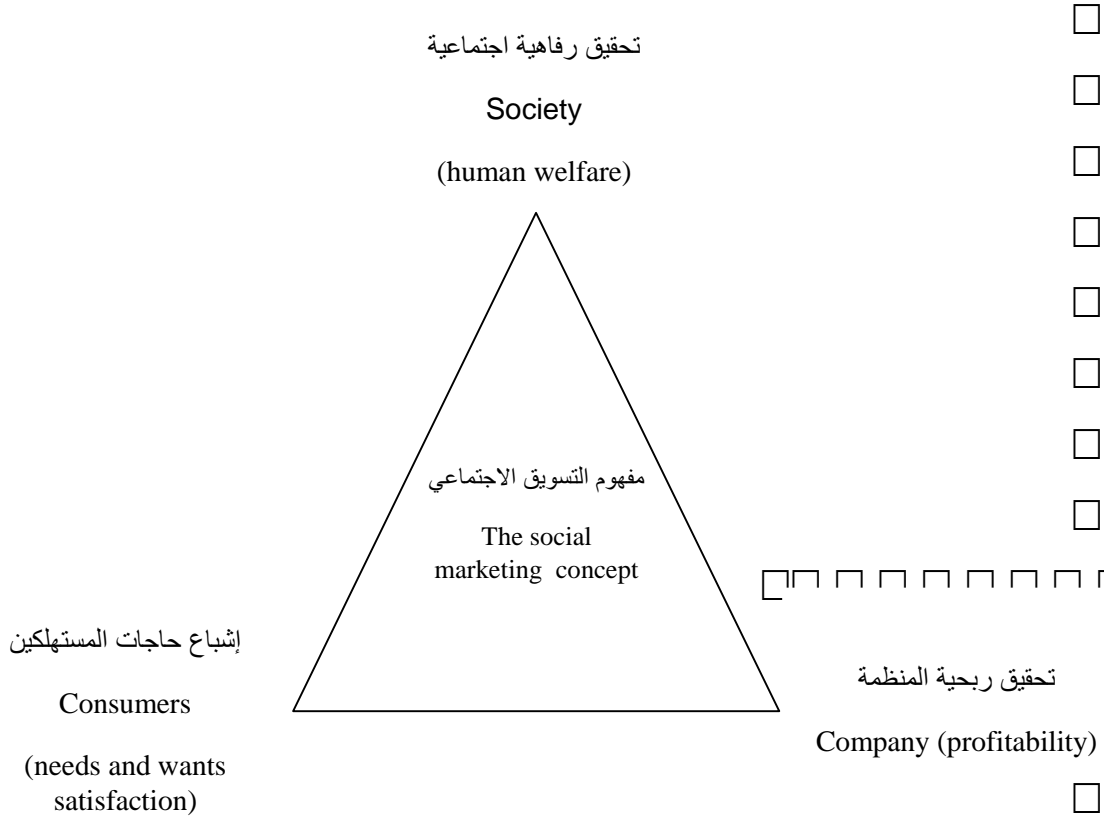 تحقيق رفاهية اجتماعية
Society
(human welfare)
مفهوم التسويق الاجتماعي
The social
marketing concept
إشباع حاجات المستهلكين
Consumers
(needs and wants
satisfaction)
تحقيق ربحية المنظمة
Company (profitability)